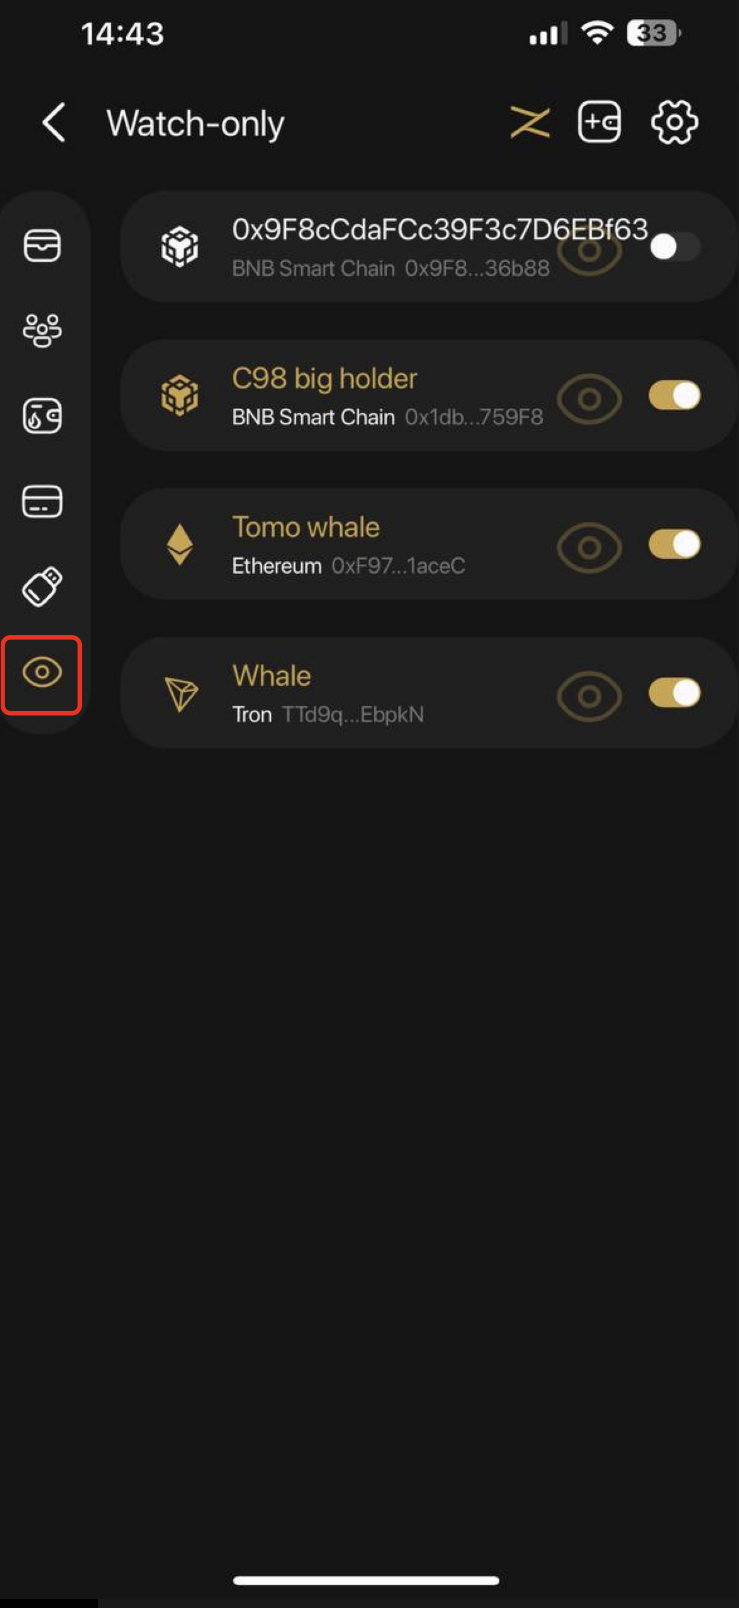 14:43
33
Watch-only
0x9F8cCdaFCc39F3c7D6EBf63
BNB Smart Chain 0x9F8...36b88
C98 big holder
BNB Smart Chain 0x1db...759F8
Tomo whale
Ethereum 0xF97...1aceC
Whale
Tron TTd9q...EbpkN